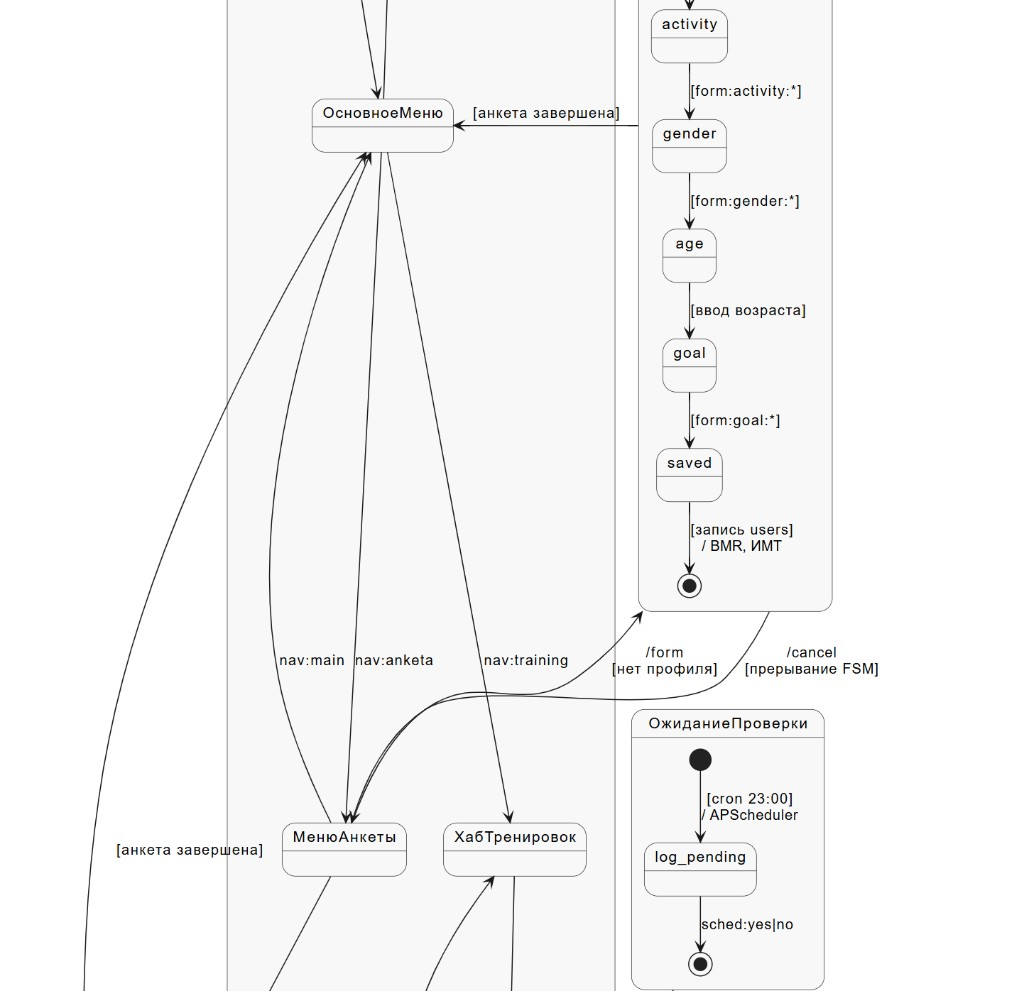 activity
[form:activity:*]
ОсновноеМеню
[анкета завершена]
gender
[form:gender:*]
age
[ввод возраста]
goal
[form:goal:*]
saved
[запись users]
/ BMR, ИМТ
nav:main
nav:anketa
nav:training
/form
[нет профиля]
/cancel
[прерывание FSM]
ОжиданиеПроверки
[cron 23:00]
/ APScheduler
МенюАнкеты
ХабТренировок
[анкета завершена]
log_pending
sched:yes|no